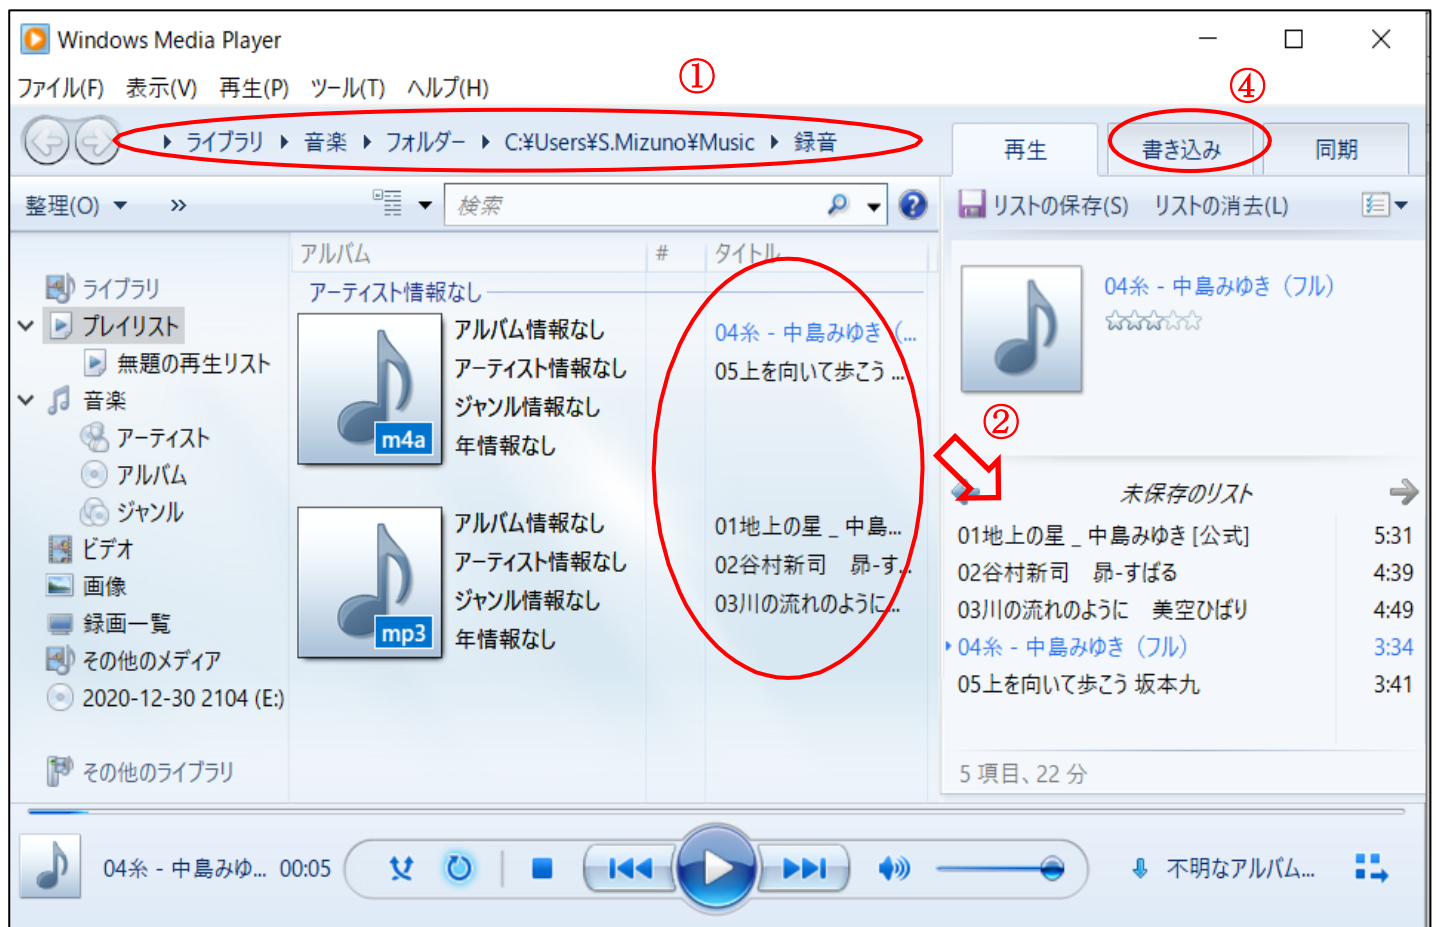 Windows Media Player
ファイル(F) 表示(V) 再生(P) ツール(T) ヘルプ(H)
①
④
ライブラリ 音楽 フォルダー C:¥Users¥S.Mizuno¥Music 録音
再生 書き込み 同期
整理(O) »
検索
リストの保存(S) リストの消去(L)
ライブラリ
プレイリスト
無題の再生リスト
音楽
アーティスト
アルバム
ジャンル
ビデオ
画像
録画一覧
その他のメディア
2020-12-30 2104 (E:)
その他のライブラリ
アルバム # タイトル
アーティスト情報なし
アルバム情報なし 04糸 - 中島みゆき（...
アーティスト情報なし 05上を向いて歩こう ...
ジャンル情報なし
年情報なし
m4a
アルバム情報なし 01地上の星 _ 中島...
アーティスト情報なし 02谷村新司　昴-す...
ジャンル情報なし 03川の流れのように...
年情報なし
mp3
04糸 - 中島みゆき（フル）
②
未保存のリスト
01地上の星 _ 中島みゆき [公式] 5:31
02谷村新司　昴-すばる 4:39
03川の流れのように　美空ひばり 4:49
04糸 - 中島みゆき（フル） 3:34
05上を向いて歩こう 坂本九 3:41
5 項目、22 分
04糸 - 中島みゆ... 00:05
不明なアルバム...